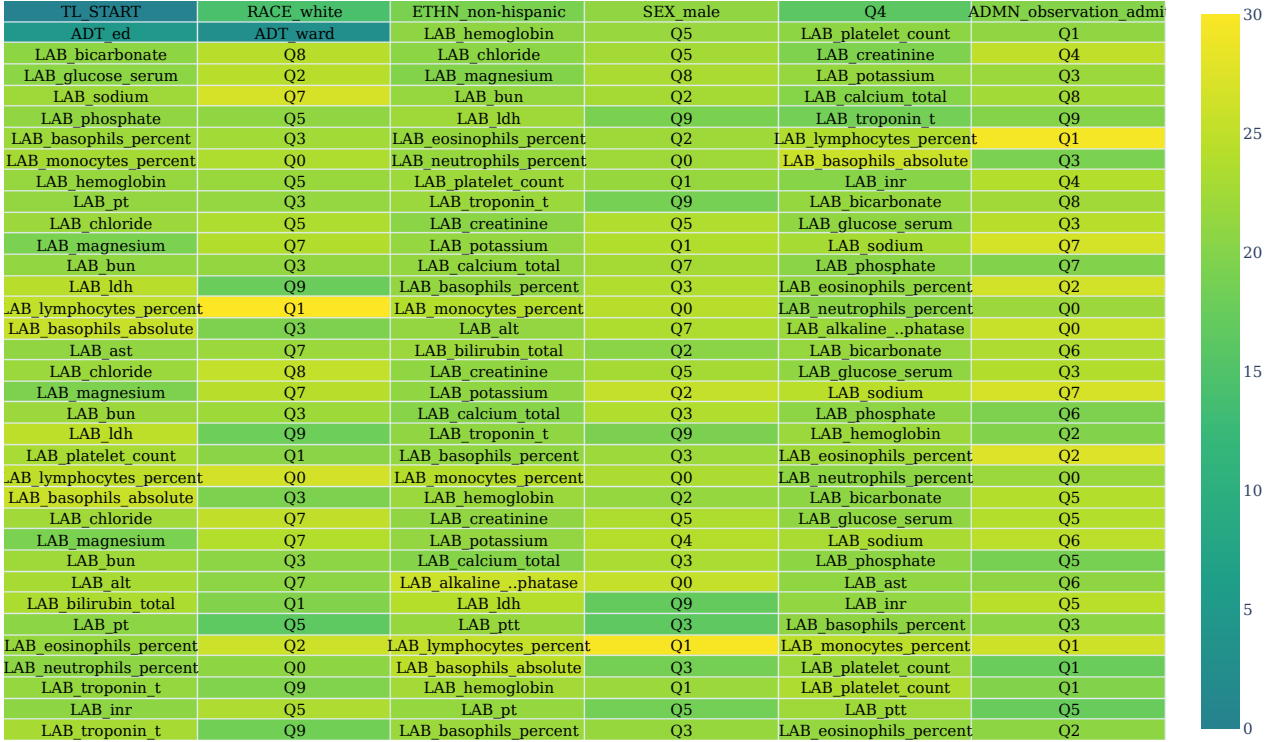 TL_START RACE_white ETHN_non-hispanic SEX_male Q4 ADMN_observation_admit
ADT_ed ADT_ward LAB_hemoglobin Q5 LAB_platelet_count Q1
LAB_bicarbonate Q8 LAB_chloride Q5 LAB_creatinine Q4
LAB_glucose_serum Q2 LAB_magnesium Q8 LAB_potassium Q3
LAB_sodium Q7 LAB_bun Q2 LAB_calcium_total Q8
LAB_phosphate Q5 LAB_ldh Q9 LAB_troponin_t Q9
LAB_basophils_percent Q3 LAB_eosinophils_percent Q2 LAB_lymphocytes_percent Q1
LAB_monocytes_percent Q0 LAB_neutrophils_percent Q0 LAB_basophils_absolute Q3
LAB_hemoglobin Q5 LAB_platelet_count Q1 LAB_inr Q4
LAB_pt Q3 LAB_troponin_t Q9 LAB_bicarbonate Q8
LAB_chloride Q5 LAB_creatinine Q5 LAB_glucose_serum Q3
LAB_magnesium Q7 LAB_potassium Q1 LAB_sodium Q7
LAB_bun Q3 LAB_calcium_total Q7 LAB_phosphate Q7
LAB_ldh Q9 LAB_basophils_percent Q3 LAB_eosinophils_percent Q2
LAB_lymphocytes_percent Q1 LAB_monocytes_percent Q0 LAB_neutrophils_percent Q0
LAB_basophils_absolute Q3 LAB_alt Q7 LAB_alkaline_..phatase Q0
LAB_ast Q7 LAB_bilirubin_total Q2 LAB_bicarbonate Q6
LAB_chloride Q8 LAB_creatinine Q5 LAB_glucose_serum Q3
LAB_magnesium Q7 LAB_potassium Q2 LAB_sodium Q7
LAB_bun Q3 LAB_calcium_total Q3 LAB_phosphate Q6
LAB_ldh Q9 LAB_troponin_t Q9 LAB_hemoglobin Q2
LAB_platelet_count Q1 LAB_basophils_percent Q3 LAB_eosinophils_percent Q2
LAB_lymphocytes_percent Q0 LAB_monocytes_percent Q0 LAB_neutrophils_percent Q0
LAB_basophils_absolute Q3 LAB_hemoglobin Q2 LAB_bicarbonate Q5
LAB_chloride Q7 LAB_creatinine Q5 LAB_glucose_serum Q5
LAB_magnesium Q7 LAB_potassium Q4 LAB_sodium Q6
LAB_bun Q3 LAB_calcium_total Q3 LAB_phosphate Q5
LAB_alt Q7 LAB_alkaline_..phatase Q0 LAB_ast Q6
LAB_bilirubin_total Q1 LAB_ldh Q9 LAB_inr Q5
LAB_pt Q5 LAB_ptt Q3 LAB_basophils_percent Q3
LAB_eosinophils_percent Q2 LAB_lymphocytes_percent Q1 LAB_monocytes_percent Q1
LAB_neutrophils_percent Q0 LAB_basophils_absolute Q3 LAB_platelet_count Q1
LAB_troponin_t Q9 LAB_hemoglobin Q1 LAB_platelet_count Q1
LAB_inr Q5 LAB_pt Q5 LAB_ptt Q5
LAB_troponin_t Q9 LAB_basophils_percent Q3 LAB_eosinophils_percent Q2
30
25
20
15
10
5
0